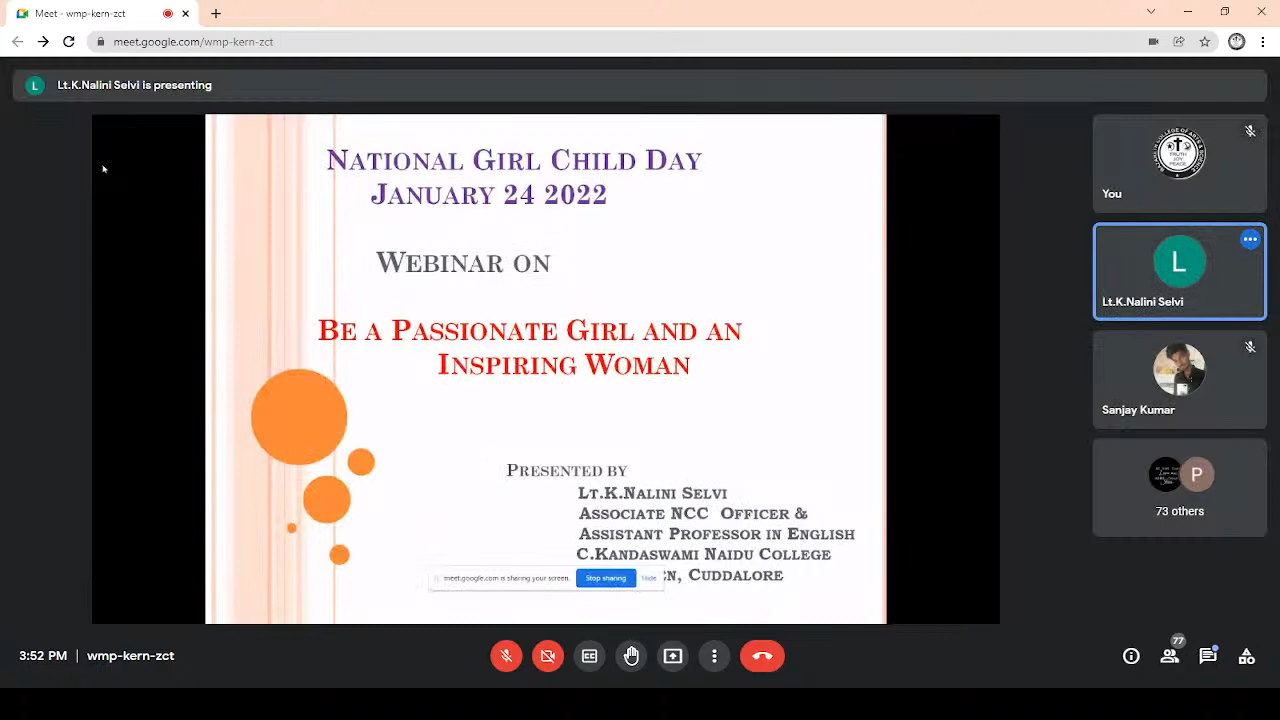 Meet - wmp-kern-zct
meet.google.com/wmp-kern-zct
L
Lt.K.Nalini Selvi is presenting
NATIONAL GIRL CHILD DAY
JANUARY 24 2022
WEBINAR ON
BE A PASSIONATE GIRL AND AN
INSPIRING WOMAN
PRESENTED BY
LT.K.NALINI SELVI
ASSOCIATE NCC OFFICER &
ASSISTANT PROFESSOR IN ENGLISH
C.KANDASWAMI NAIDU COLLEGE
CUDDALORE
meet.google.com is sharing your screen.
Stop sharing
Hide
TRUTH
JOY
PEACE
You
L
Lt.K.Nalini Selvi
Sanjay Kumar
P
73 others
3:52 PM | wmp-kern-zct
77